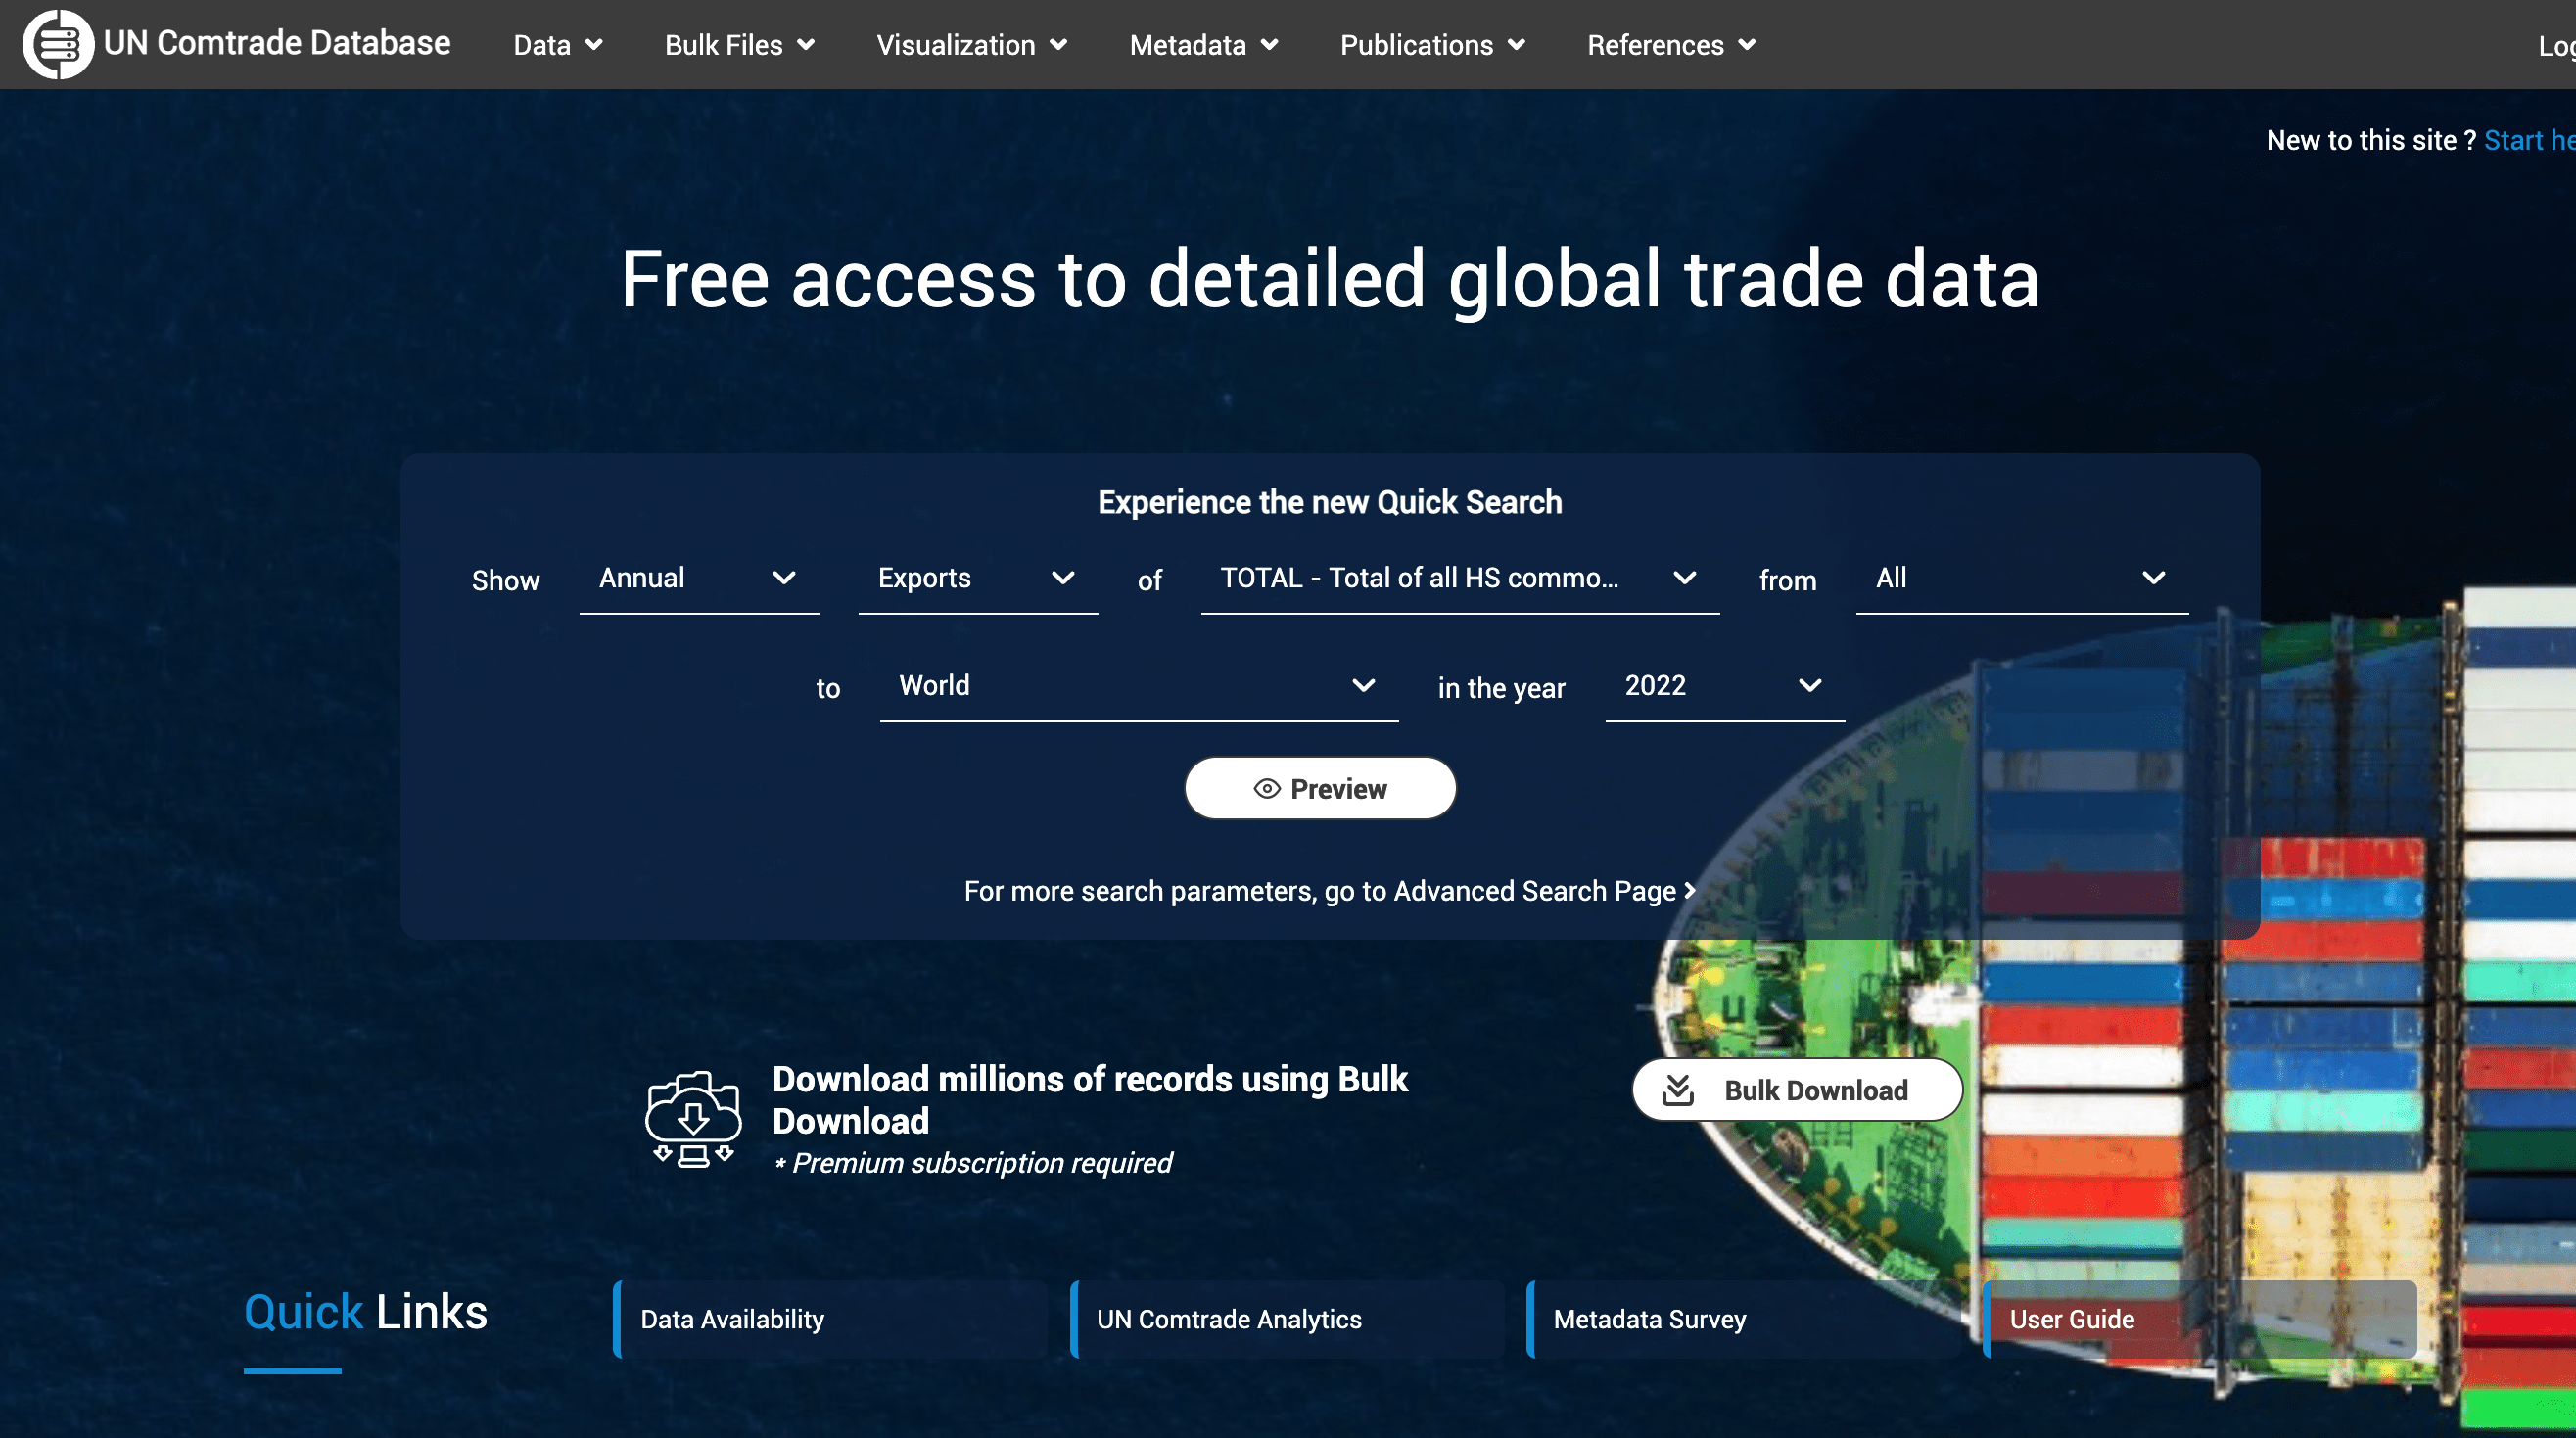 UN Comtrade Database Data Bulk Files Visualization Metadata Publications References
New to this site ? Start
Free access to detailed global trade data
Experience the new Quick Search
Show Annual Exports of TOTAL - Total of all HS commo... from All
to World in the year 2022
Preview
For more search parameters, go to Advanced Search Page
Download millions of records using Bulk
Download
* Premium subscription required
Bulk Download
Quick Links
Data Availability
UN Comtrade Analytics
Metadata Survey
User Guide